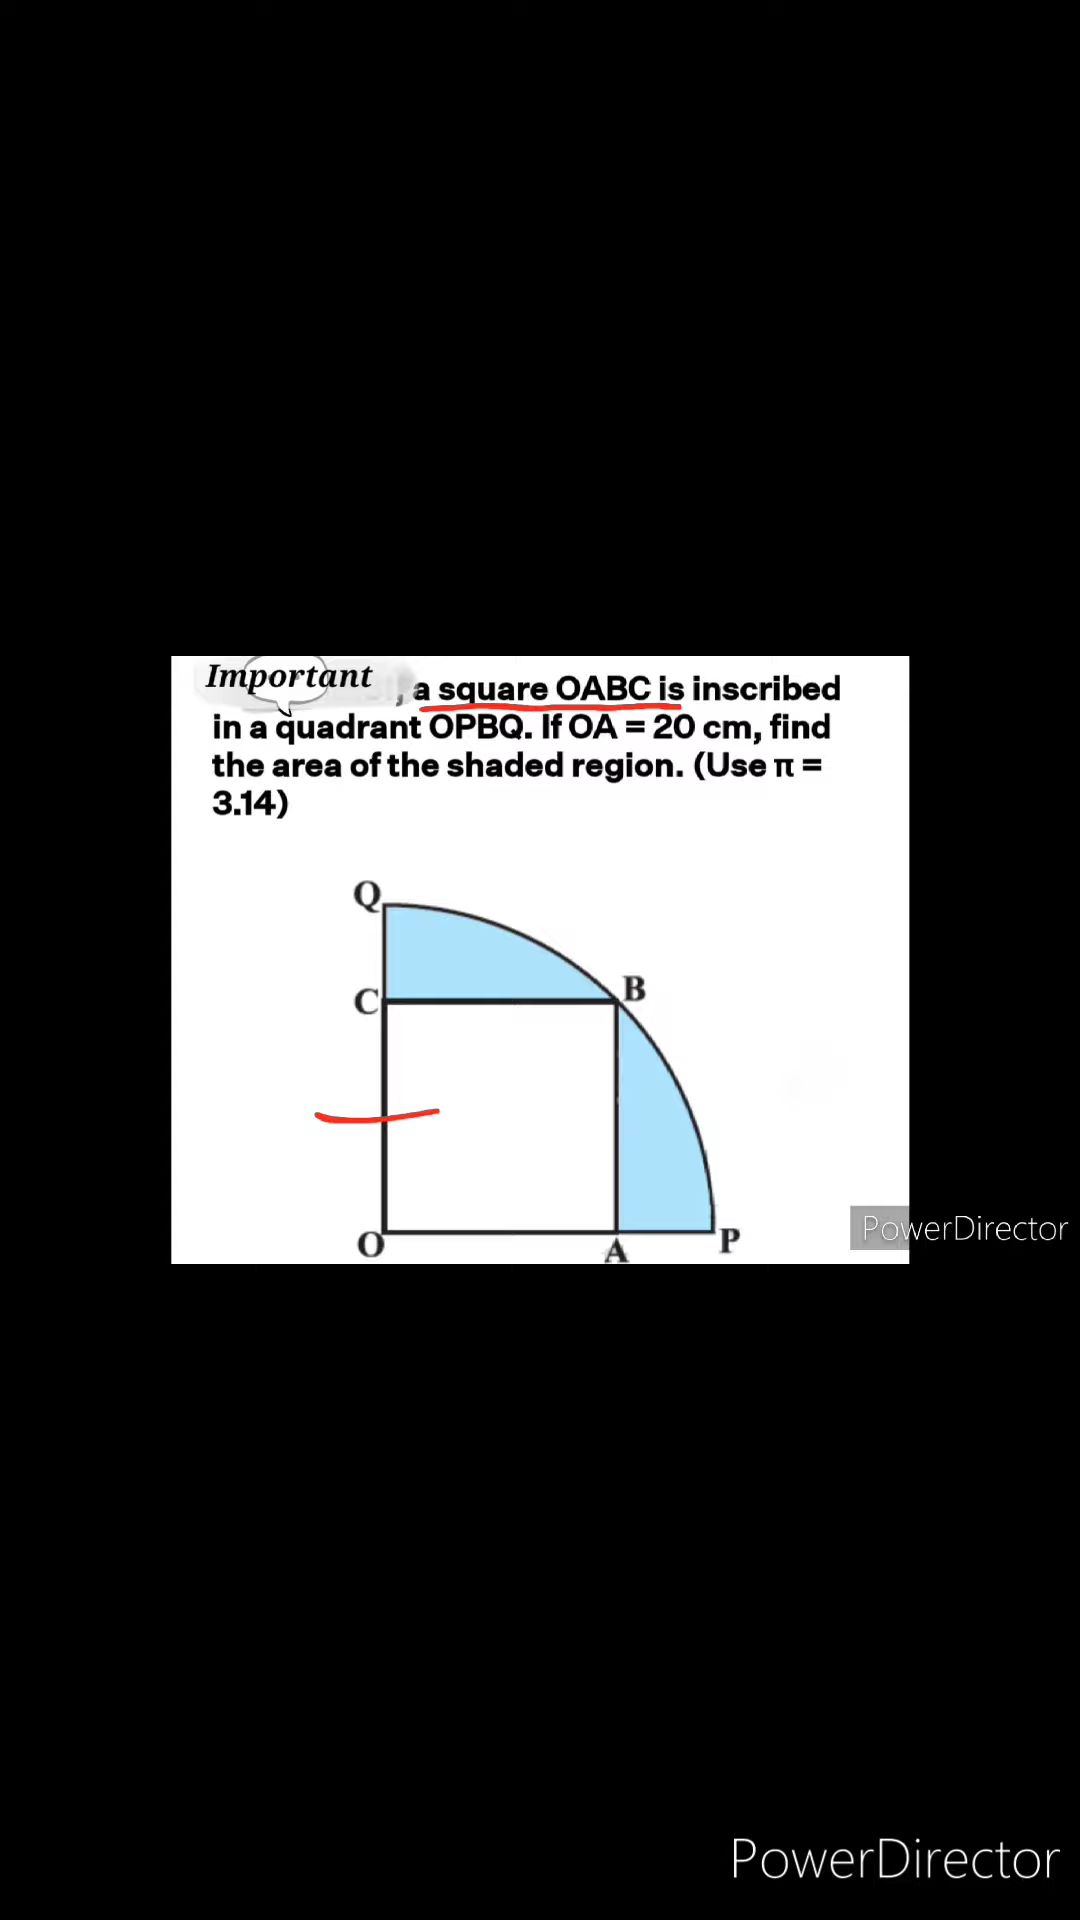 Important
, a square OABC is inscribed
in a quadrant OPBQ. If OA = 20 cm, find
the area of the shaded region. (Use π =
3.14)
Q
C
B
O
A
P
PowerDirector
PowerDirector